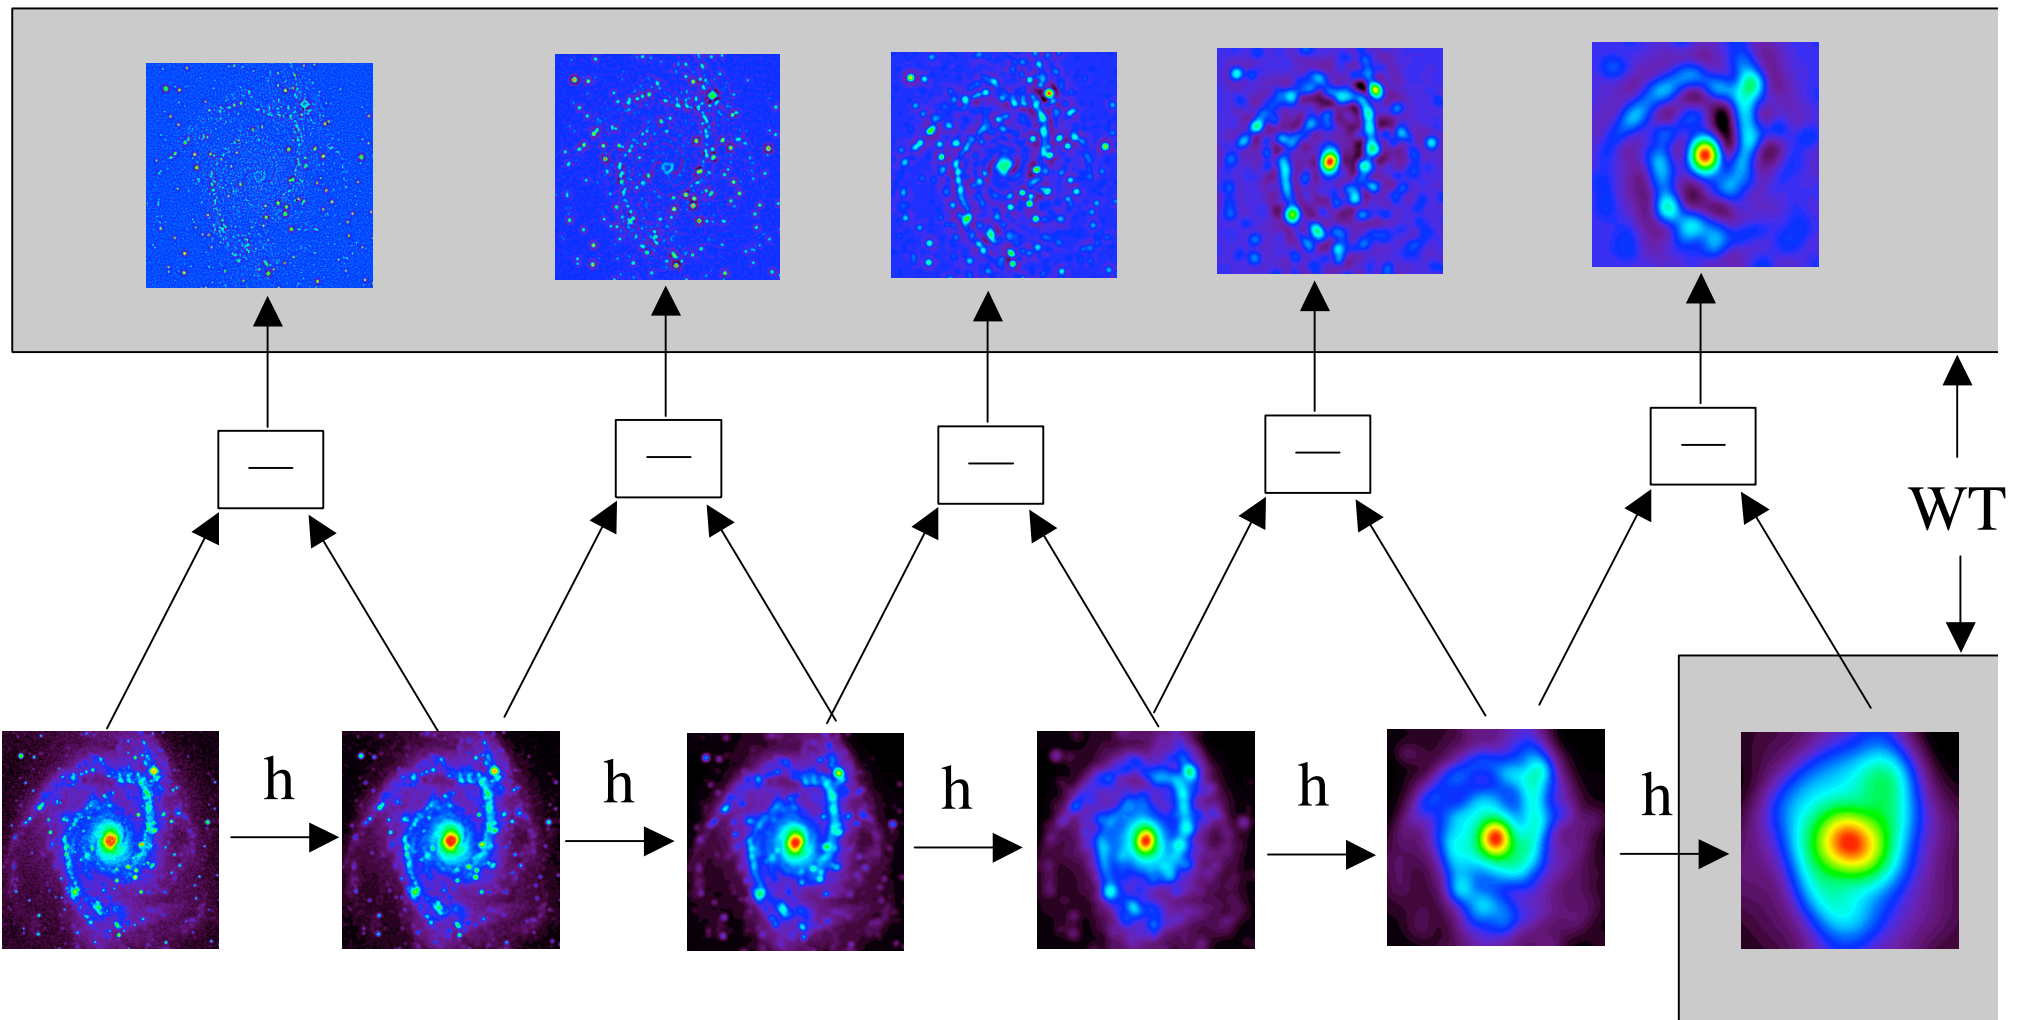 — — — — —
WT
h h h h h